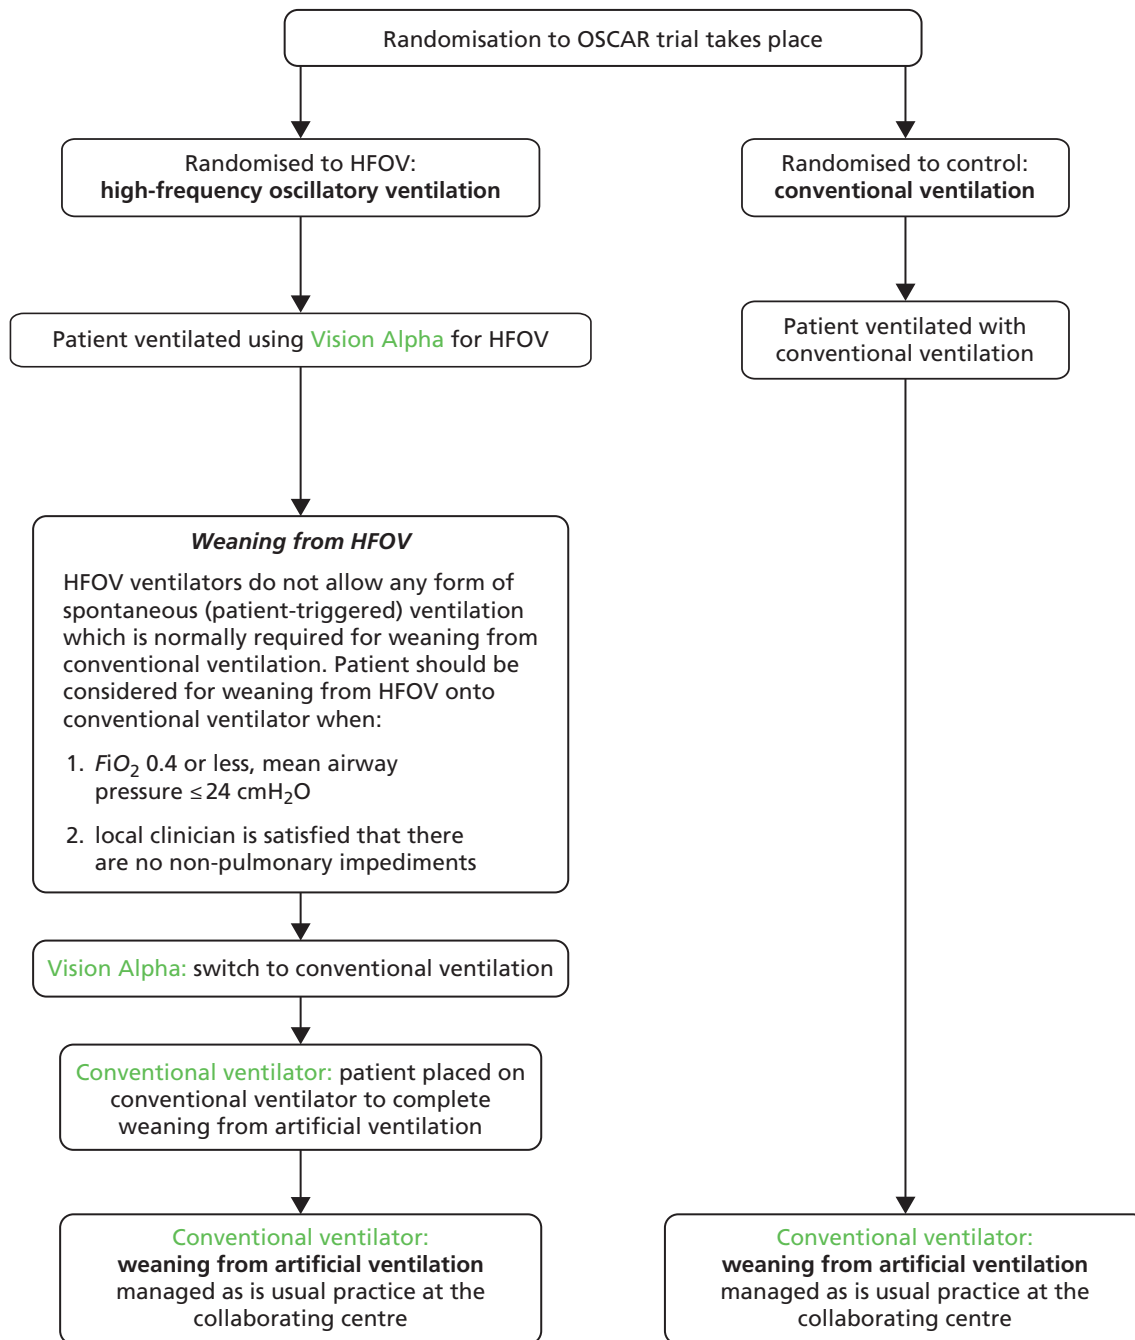 Randomisation to OSCAR trial takes place
Randomised to HFOV:
high-frequency oscillatory ventilation
Randomised to control:
conventional ventilation
Patient ventilated using Vision Alpha for HFOV
Patient ventilated with
conventional ventilation
Weaning from HFOV
HFOV ventilators do not allow any form of
spontaneous (patient-triggered) ventilation
which is normally required for weaning from
conventional ventilation. Patient should be
considered for weaning from HFOV onto
conventional ventilator when:
1. FiO₂ 0.4 or less, mean airway
pressure ≤24 cmH₂O
2. local clinician is satisfied that there
are no non-pulmonary impediments
Vision Alpha: switch to conventional ventilation
Conventional ventilator: patient placed on
conventional ventilator to complete
weaning from artificial ventilation
Conventional ventilator:
weaning from artificial ventilation
managed as is usual practice at the
collaborating centre
Conventional ventilator:
weaning from artificial ventilation
managed as is usual practice at the
collaborating centre